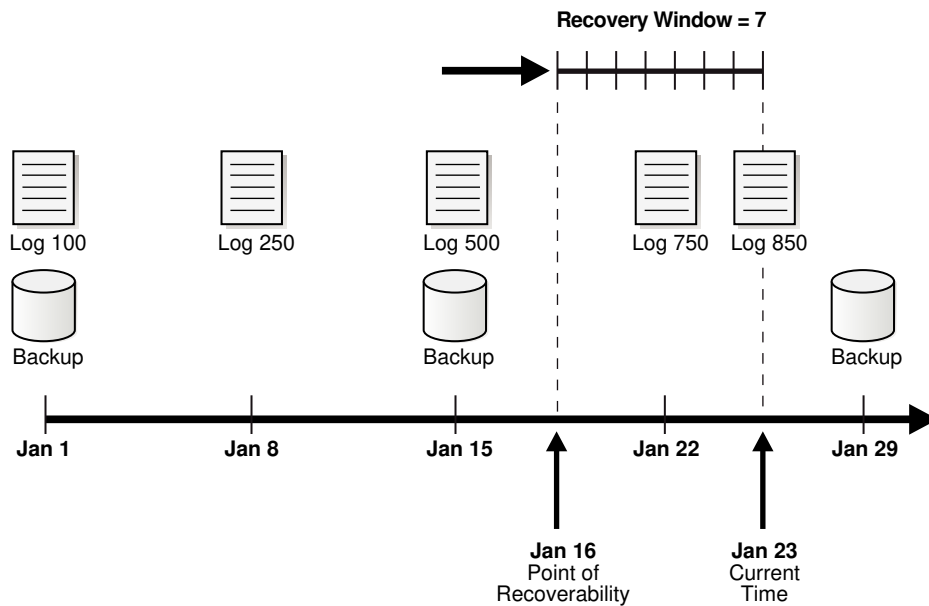 Recovery Window = 7
Log 100 Log 250 Log 500 Log 750 Log 850
Backup Backup Backup
Jan 1 Jan 8 Jan 15 Jan 22 Jan 29
Jan 16
Point of
Recoverability
Jan 23
Current
Time